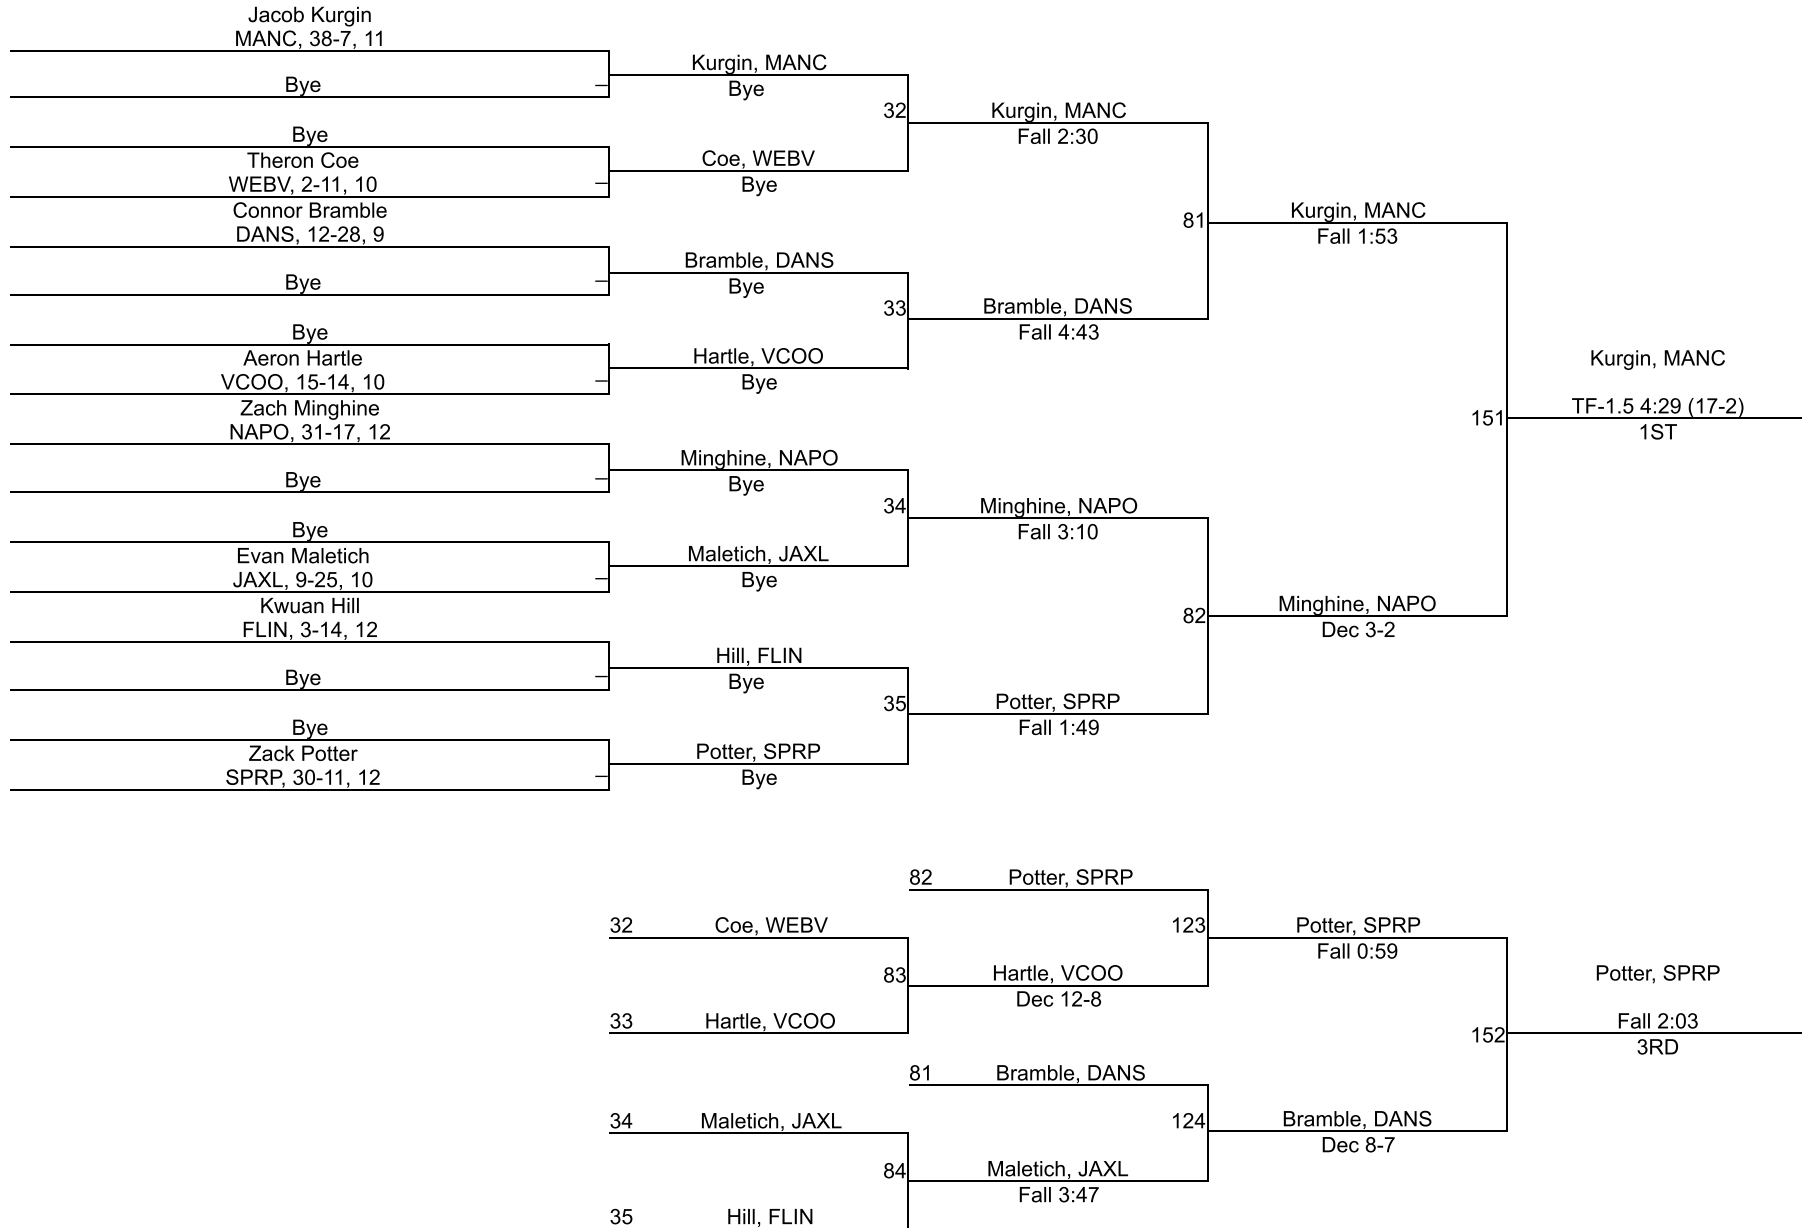 Jacob Kurgin
MANC, 38-7, 11
Bye
Bye
Theron Coe
WEBV, 2-11, 10
Connor Bramble
DANS, 12-28, 9
Bye
Bye
Aeron Hartle
VCOO, 15-14, 10
Zach Minghine
NAPO, 31-17, 12
Bye
Bye
Evan Maletich
JAXL, 9-25, 10
Kwuan Hill
FLIN, 3-14, 12
Bye
Bye
Zack Potter
SPRP, 30-11, 12
Kurgin, MANC
Bye
32
Coe, WEBV
Bye
Bramble, DANS
Bye
33
Hartle, VCOO
Bye
Minghine, NAPO
Bye
34
Maletich, JAXL
Bye
Hill, FLIN
Bye
35
Potter, SPRP
Bye
Kurgin, MANC
Fall 2:30
81
Bramble, DANS
Fall 4:43
Minghine, NAPO
Fall 3:10
82
Potter, SPRP
Fall 1:49
Kurgin, MANC
Fall 1:53
151
Minghine, NAPO
Dec 3-2
Kurgin, MANC
TF-1.5 4:29 (17-2)
1ST
32 Coe, WEBV
83
33 Hartle, VCOO
34 Maletich, JAXL
84
35 Hill, FLIN
82 Potter, SPRP
123
Hartle, VCOO
Dec 12-8
81 Bramble, DANS
124
Maletich, JAXL
Fall 3:47
Potter, SPRP
Fall 0:59
152
Bramble, DANS
Dec 8-7
Potter, SPRP
Fall 2:03
3RD